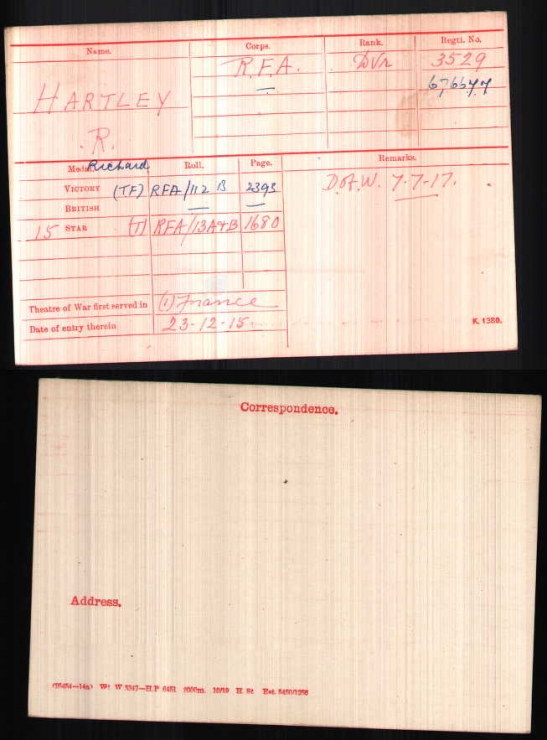 Name. Corps. Rank. Regtl. No.
HARTLEY R.F.A. Dvr 3529
R.
Richard
Roll. Page. Remarks.
VICTORY (TF) RFA/112 B 2393 D of W. 7-7-17.
BRITISH
15 STAR (T) RFA/13A+B 1680
Theatre of War first served in (1) France
Date of entry therein 23-12-15.
K. 1380.
Correspondence.
Address.